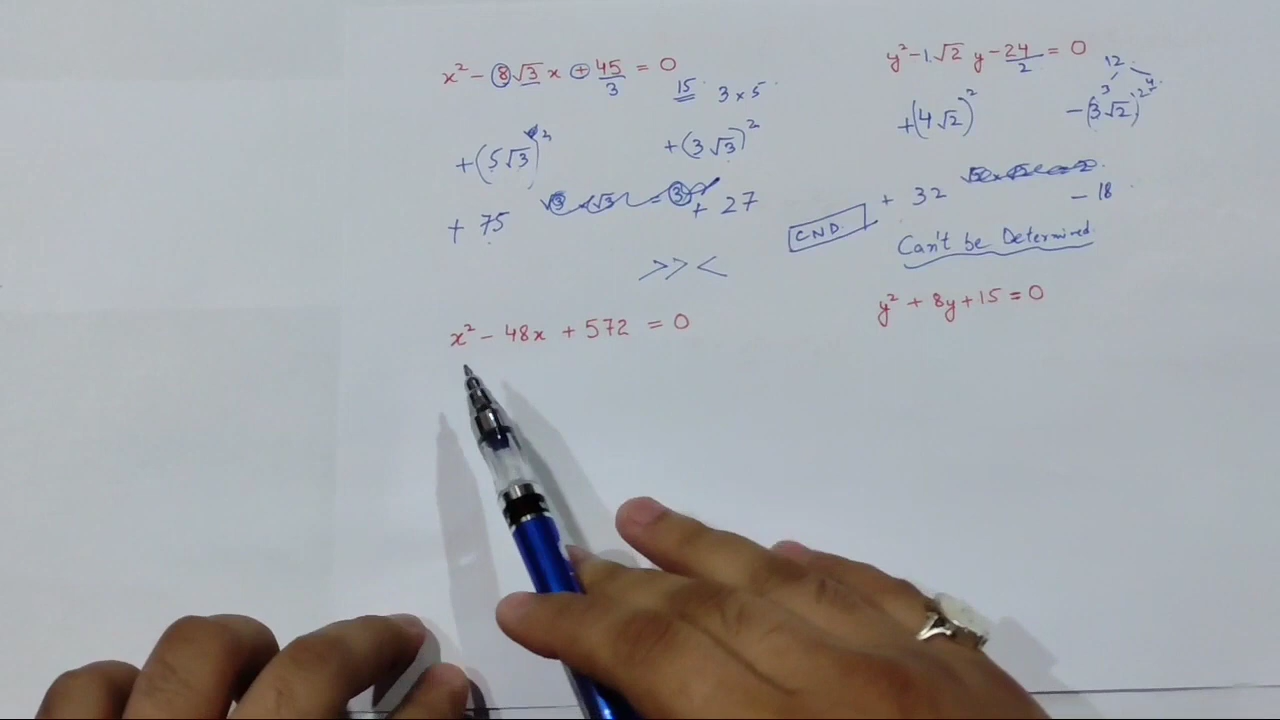 x² - 8√3 x + 45/3 = 0
15 3 × 5
+(5√3)² +(3√3)²
+ 75 + 27
>>><
x² - 48x + 572 = 0
y² - 1√2 y - 24/2 = 0
12
3 4
+(4√2)² -(3√2)²
+ 32 - 18
C.N.D. Can't be Determined
y² + 8y + 15 = 0